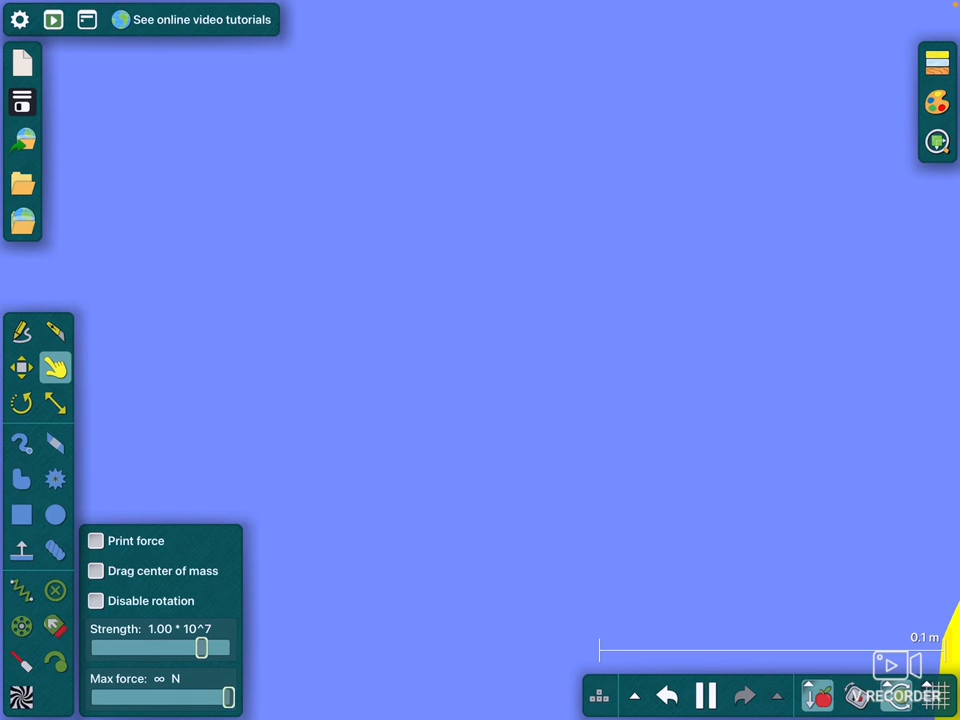 See online video tutorials
Print force
Drag center of mass
Disable rotation
Strength: 1.00 * 10^7
Max force: ∞ N
0.1 m
V RECORDER